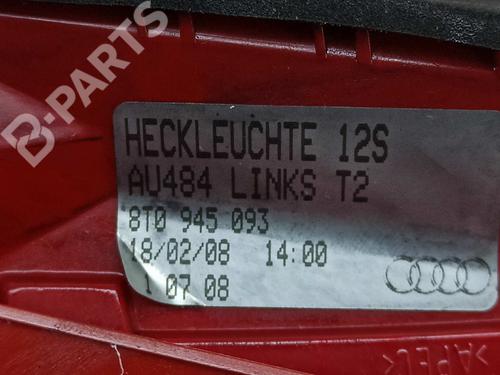 B-PARTS
HECKLEUCHTE 12S
AU484 LINKS T2
8T0 945 093
18/02/08 14:00
1 07 08